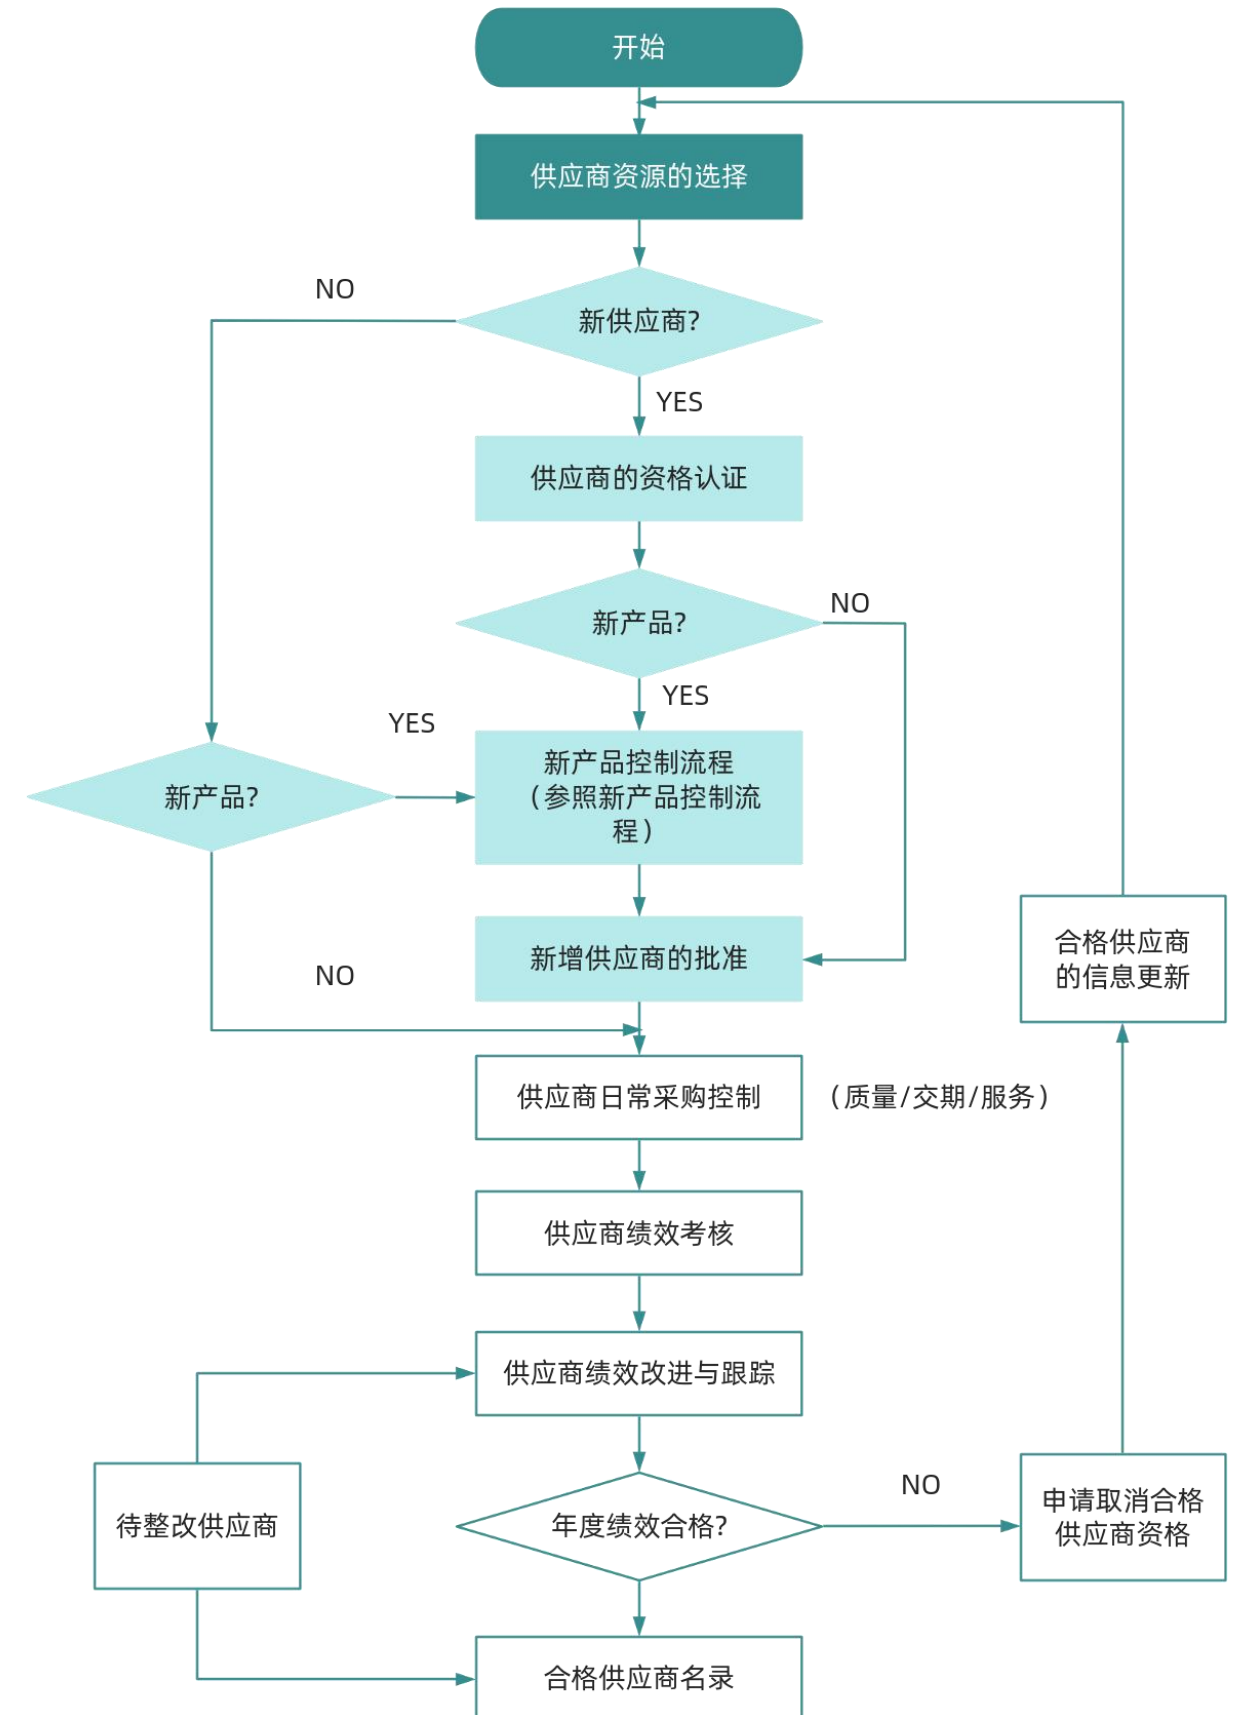 开始
供应商资源的选择
NO
新供应商?
YES
供应商的资格认证
NO
新产品?
YES
YES
新产品?
新产品控制流程
（参照新产品控制流
程）
新增供应商的批准
NO
合格供应商
的信息更新
供应商日常采购控制
（质量/交期/服务）
供应商绩效考核
供应商绩效改进与跟踪
NO
待整改供应商
年度绩效合格?
申请取消合格
供应商资格
合格供应商名录